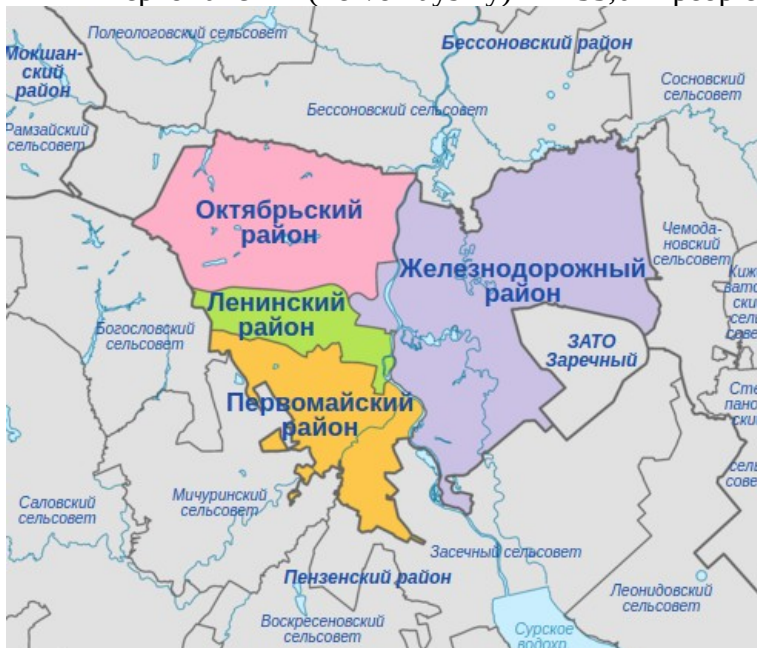 Полеологовский сельсовет
Бессоновский район
Мокшан-
ский
район
Сосновский
сельсовет
Бессоновский сельсовет
Рамзайский
сельсовет
Октябрьский
район
Чемода-
новский
сельсовет
Железнодорожный
район
Ленинский
район
Богословский
сельсовет
ЗАТО
Заречный
Первомайский
район
Мичуринский
сельсовет
Саловский
сельсовет
Засечный сельсовет
Пензенский район
Леонидовский
сельсовет
Воскресеновский
сельсовет
Сурское
водохр.